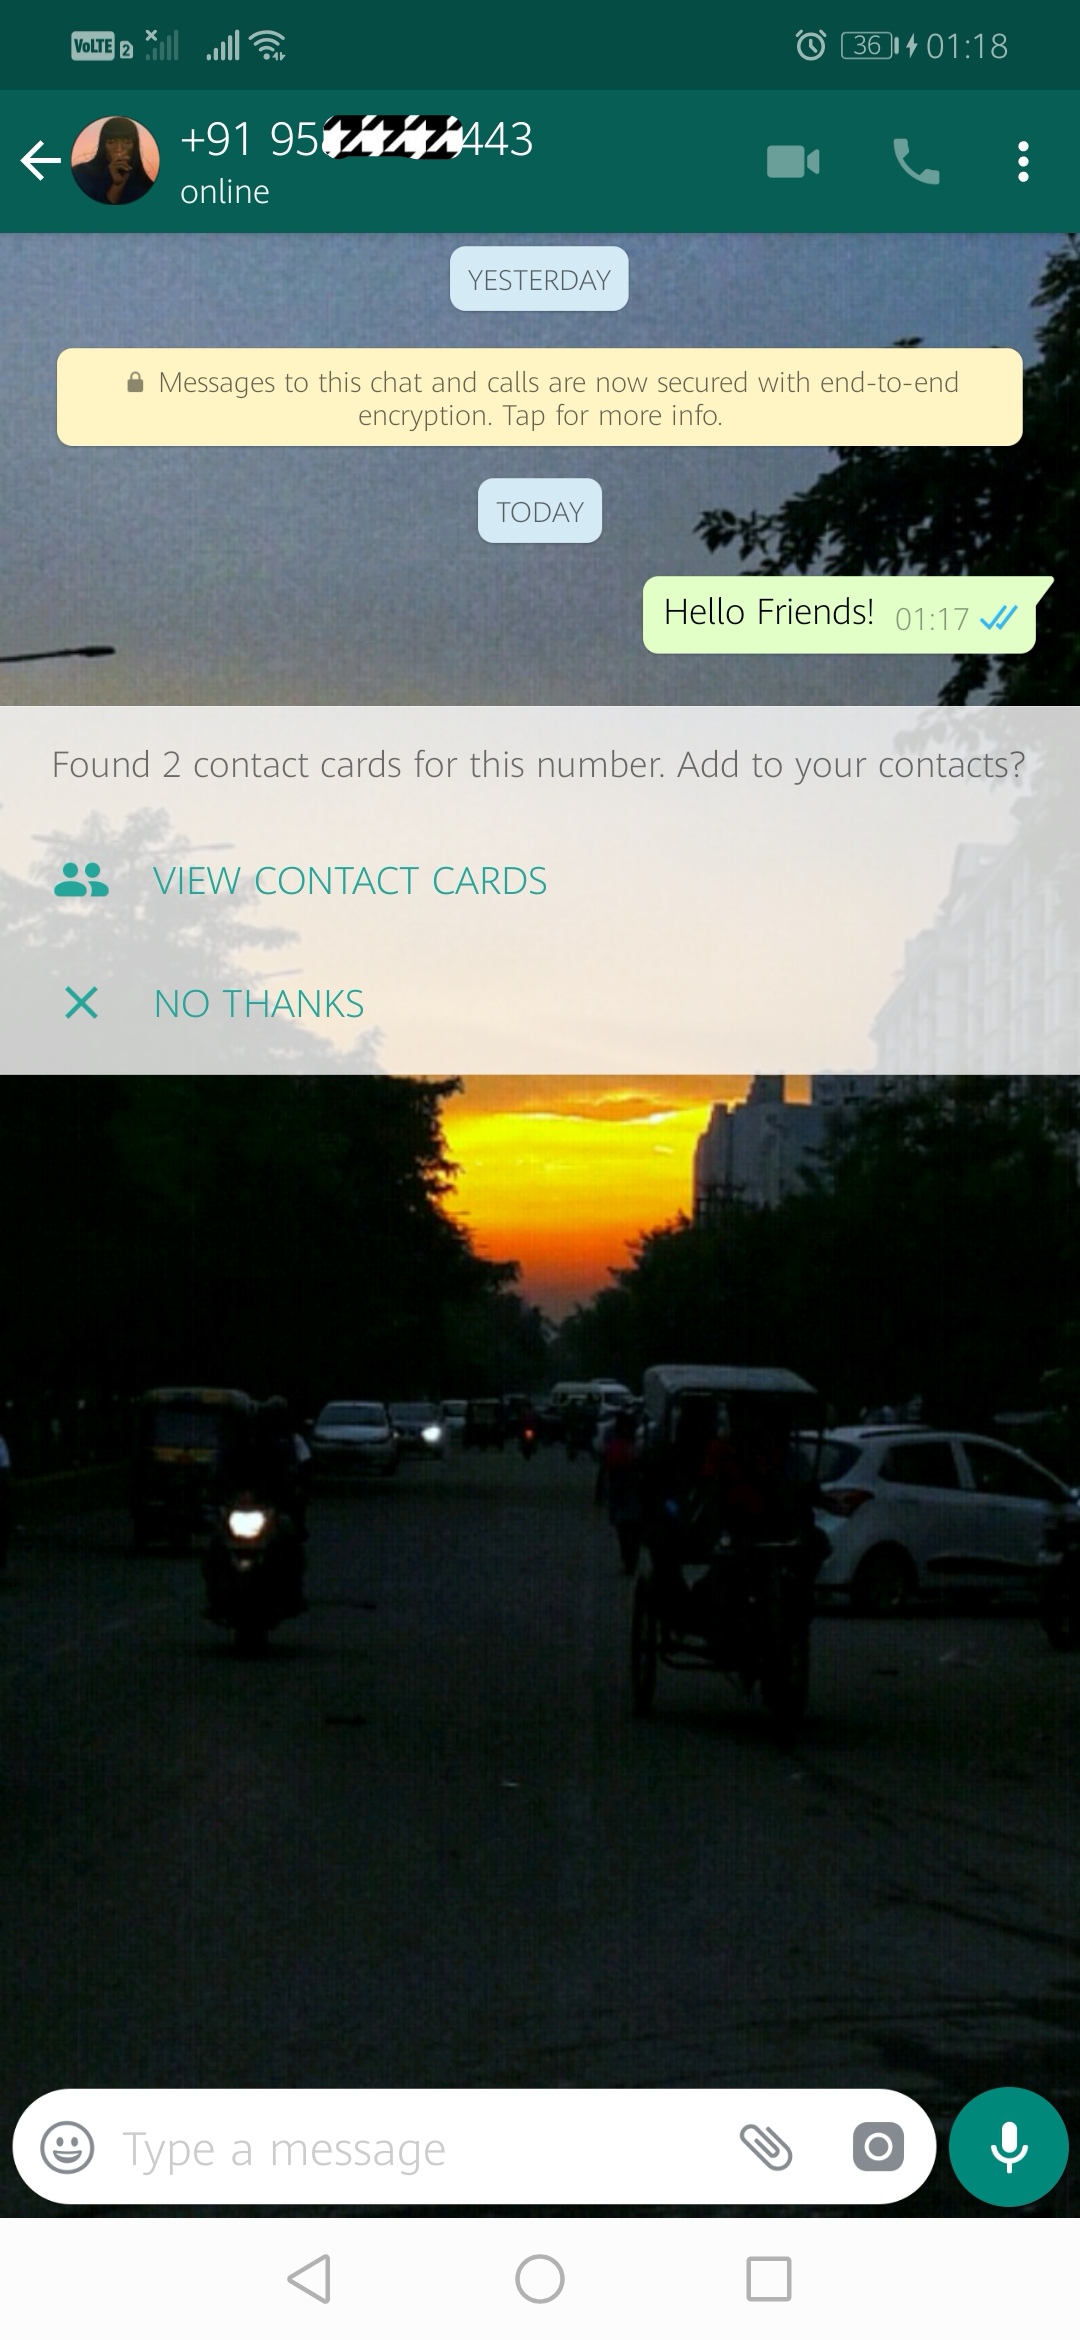 VoLTE 2 36 01:18
+91 95 443
online
YESTERDAY
Messages to this chat and calls are now secured with end-to-end
encryption. Tap for more info.
TODAY
Hello Friends! 01:17
Found 2 contact cards for this number. Add to your contacts?
VIEW CONTACT CARDS
NO THANKS
Type a message